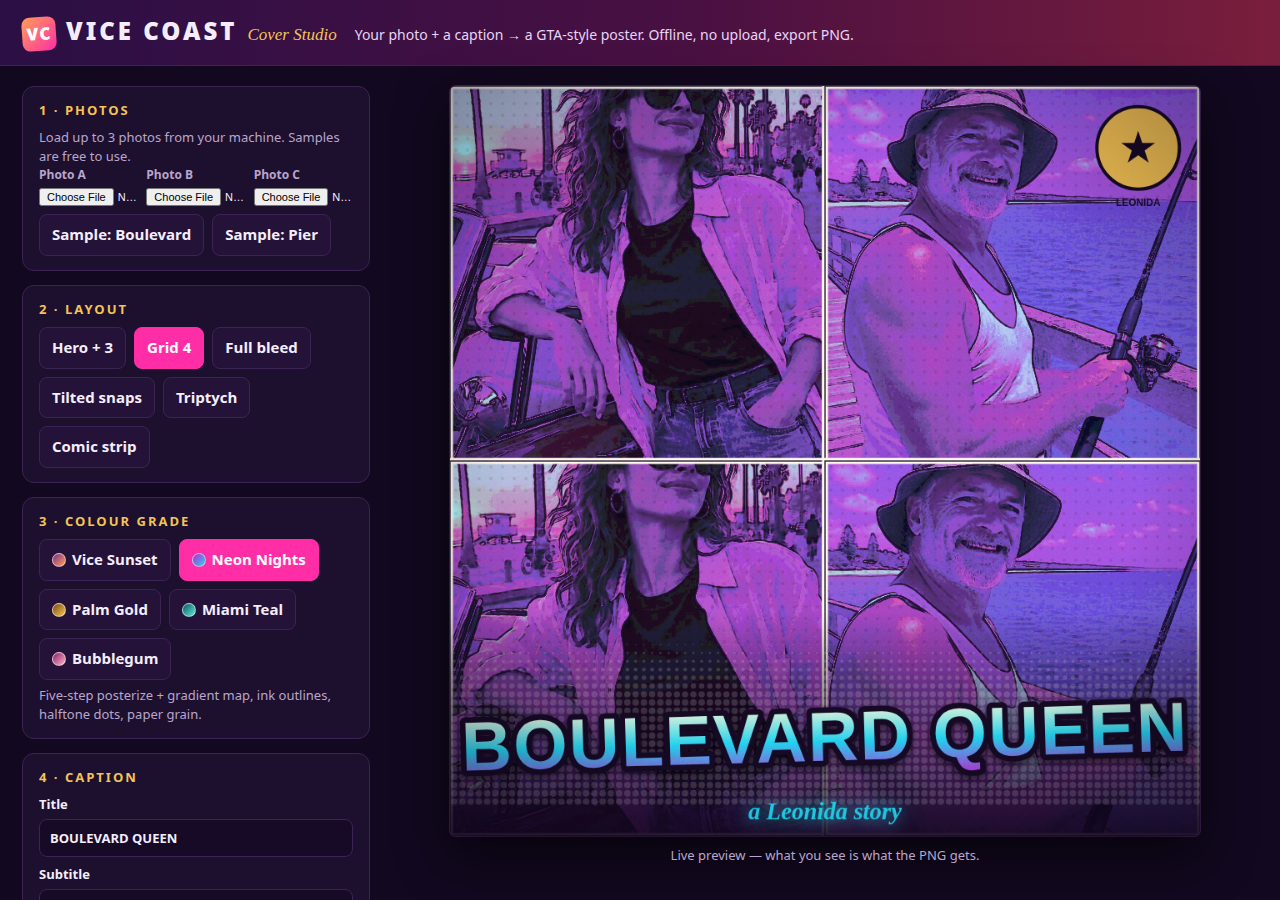 VC VICE COAST Cover Studio Your photo + a caption → a GTA-style poster. Offline, no upload, export PNG.
1 · PHOTOS
Load up to 3 photos from your machine. Samples
are free to use.
Photo A Photo B Photo C
Choose File N... Choose File N... Choose File N...
Sample: Boulevard Sample: Pier
2 · LAYOUT
Hero + 3 Grid 4 Full bleed
Tilted snaps Triptych
Comic strip
3 · COLOUR GRADE
Vice Sunset Neon Nights
Palm Gold Miami Teal
Bubblegum
Five-step posterize + gradient map, ink outlines,
halftone dots, paper grain.
4 · CAPTION
Title
BOULEVARD QUEEN
Subtitle
★
LEONIDA
BOULEVARD QUEEN
a Leonida story
Live preview — what you see is what the PNG gets.